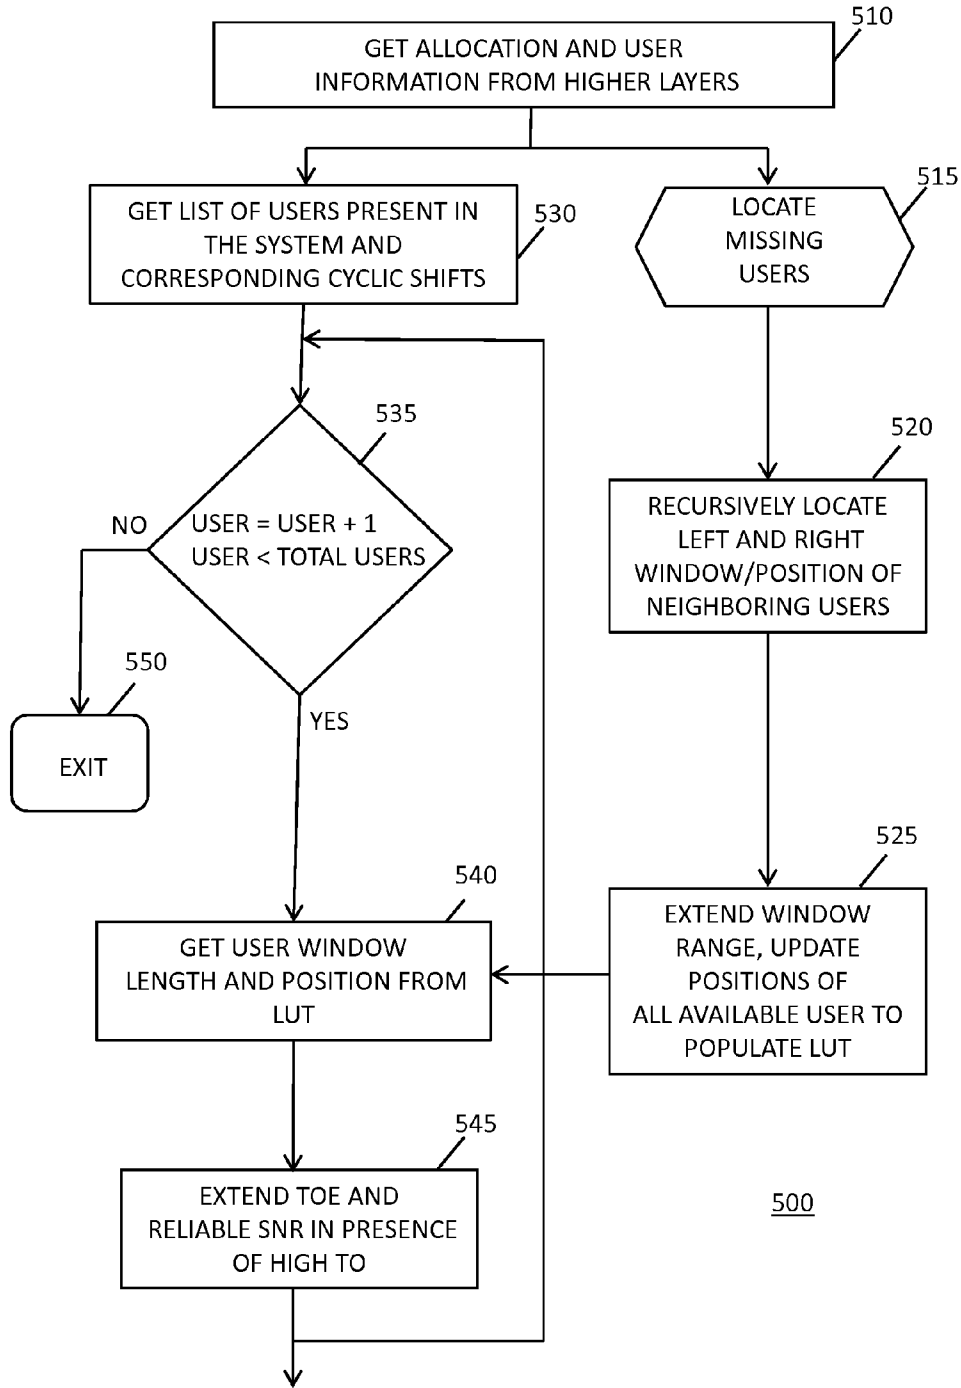 510
GET ALLOCATION AND USER
INFORMATION FROM HIGHER LAYERS
530
GET LIST OF USERS PRESENT IN
THE SYSTEM AND
CORRESPONDING CYCLIC SHIFTS
515
LOCATE
MISSING
USERS
535
USER = USER + 1
USER < TOTAL USERS
NO
YES
550
EXIT
520
RECURSIVELY LOCATE
LEFT AND RIGHT
WINDOW/POSITION OF
NEIGHBORING USERS
525
EXTEND WINDOW
RANGE, UPDATE
POSITIONS OF
ALL AVAILABLE USER TO
POPULATE LUT
540
GET USER WINDOW
LENGTH AND POSITION FROM
LUT
545
EXTEND TOE AND
RELIABLE SNR IN PRESENCE
OF HIGH TO
500